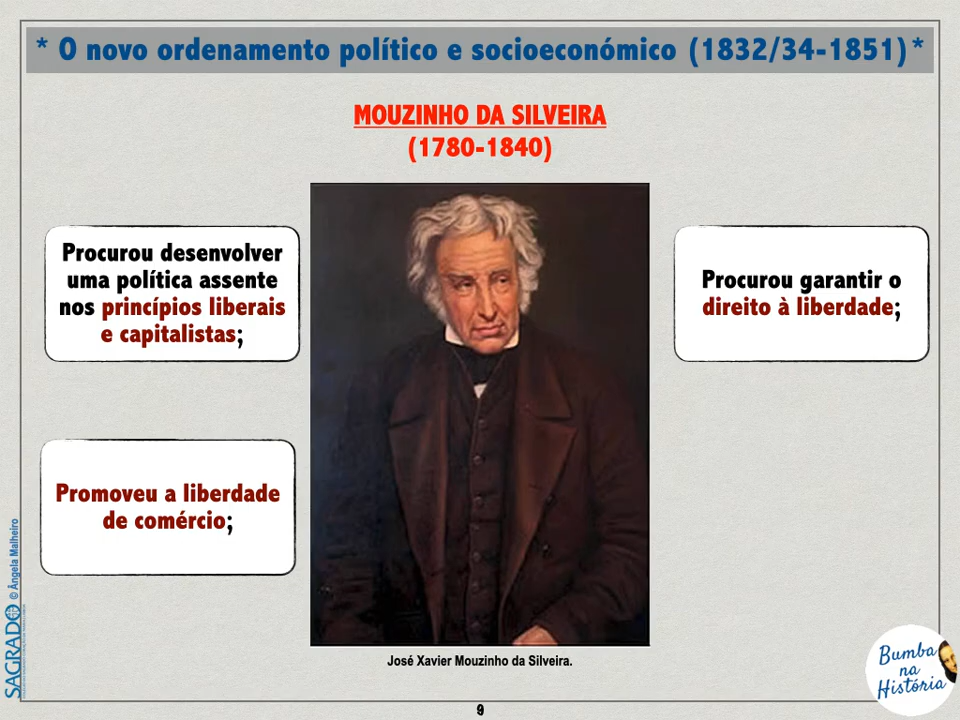 * O novo ordenamento político e socioeconómico (1832/34-1851)*
MOUZINHO DA SILVEIRA
(1780-1840)
Procurou desenvolver
uma política assente
nos princípios liberais
e capitalistas;
Procurou garantir o
direito à liberdade;
Promoveu a liberdade
de comércio;
José Xavier Mouzinho da Silveira.
© Ângela Malheiro
SAGRADO
Bumba
na
História
9